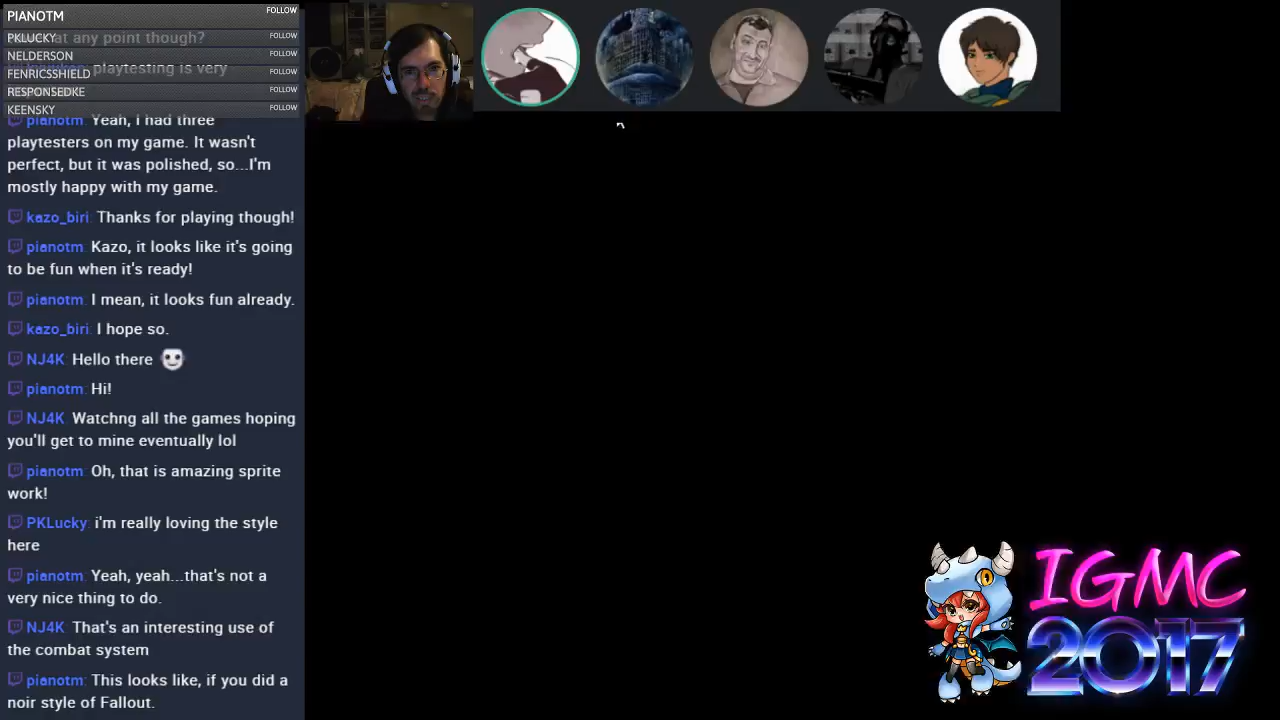 PIANOTM FOLLOW
PKLUCKY at any point though? FOLLOW
NELDERSON FOLLOW
FENRICSSHIELD playtesting is very FOLLOW
RESPONSEDKE FOLLOW
KEENSKY FOLLOW
pianotm: Yeah, I had three
playtesters on my game. It wasn't
perfect, but it was polished, so...I'm
mostly happy with my game.
kazo_biri: Thanks for playing though!
pianotm: Kazo, it looks like it's going
to be fun when it's ready!
pianotm: I mean, it looks fun already.
kazo_biri: I hope so.
NJ4K: Hello there
pianotm: Hi!
NJ4K: Watchng all the games hoping
you'll get to mine eventually lol
pianotm: Oh, that is amazing sprite
work!
PKLucky: i'm really loving the style
here
pianotm: Yeah, yeah...that's not a
very nice thing to do.
NJ4K: That's an interesting use of
the combat system
pianotm: This looks like, if you did a
noir style of Fallout.
IGMC
2017